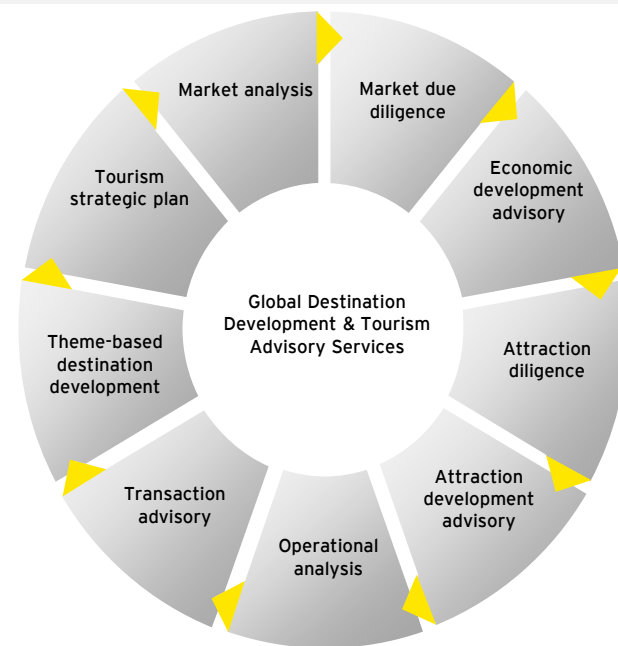 Market analysis
Market due
diligence
Economic
development
advisory
Attraction
diligence
Attraction
development
advisory
Operational
analysis
Transaction
advisory
Theme-based
destination
development
Tourism
strategic plan
Global Destination
Development & Tourism
Advisory Services